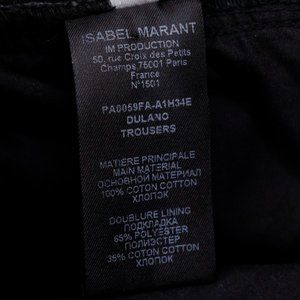 ISABEL MARANT
IM PRODUCTION
50, rue Croix des Petits
Champs 75001 Paris
France
N°1501
PA0059FA-A1H34E
DULANO
TROUSERS
MATIERE PRINCIPALE
MAIN MATERIAL
ОСНОВНОЙ МАТЕРИАЛ
100% COTON COTTON
ХЛОПОК
DOUBLURE LINING
ПОДКЛАДКА
65% POLYESTER
ПОЛИЭСТЕР
35% COTON COTTON
ХЛОПОК